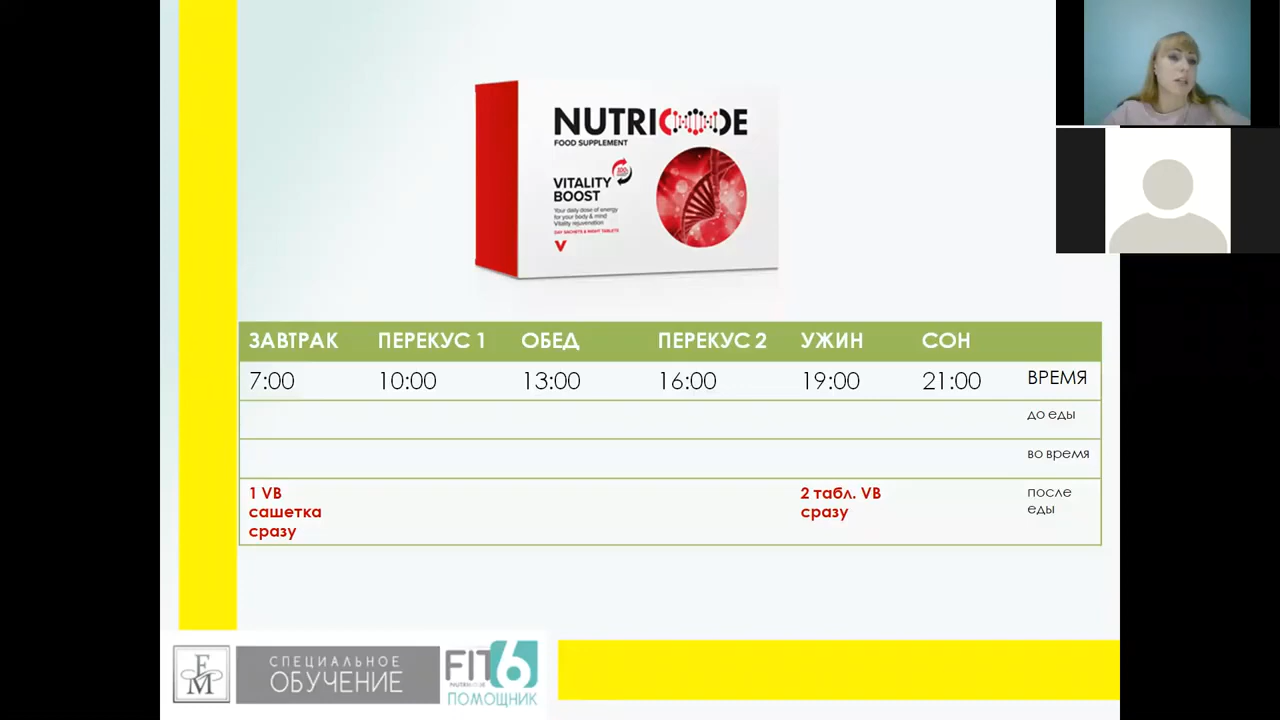 NUTRICODE
FOOD SUPPLEMENT
300%
VITALITY
BOOST
Your daily dose of energy
for your body & mind
Vitality rejuvenation
DAY SACHETS & NIGHT TABLETS
V
ЗАВТРАК ПЕРЕКУС 1 ОБЕД ПЕРЕКУС 2 УЖИН СОН
7:00 10:00 13:00 16:00 19:00 21:00 ВРЕМЯ
до еды
во время
1 VB
сашетка
сразу
2 табл. VB
сразу
после
еды
FM
СПЕЦИАЛЬНОЕ
ОБУЧЕНИЕ
FIT6
NUTRICODE
ПОМОЩНИК